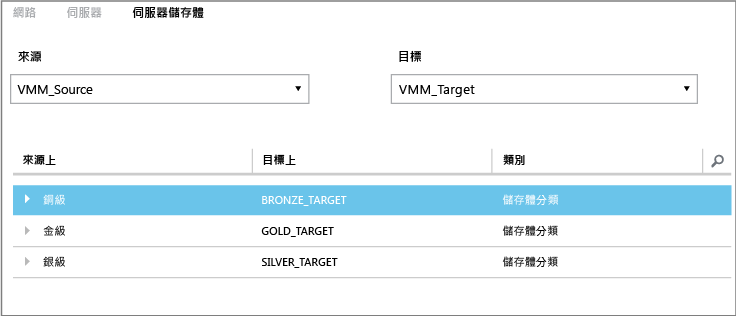 網路 伺服器 伺服器儲存體
來源 目標
VMM_Source VMM_Target
來源上 目標上 類別
銅級 BRONZE_TARGET 儲存體分類
金級 GOLD_TARGET 儲存體分類
銀級 SILVER_TARGET 儲存體分類